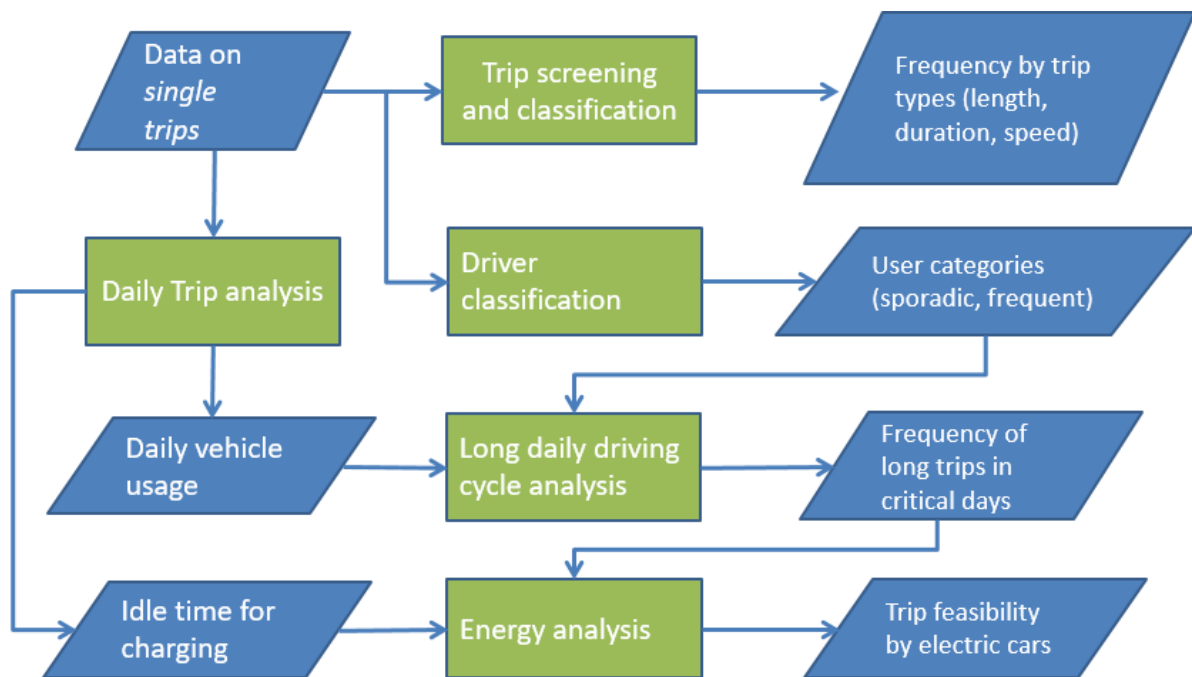 Data on
single
trips
Trip screening
and classification
Frequency by trip
types (length,
duration, speed)
Daily Trip analysis
Driver
classification
User categories
(sporadic, frequent)
Daily vehicle
usage
Long daily driving
cycle analysis
Frequency of
long trips in
critical days
Idle time for
charging
Energy analysis
Trip feasibility
by electric cars